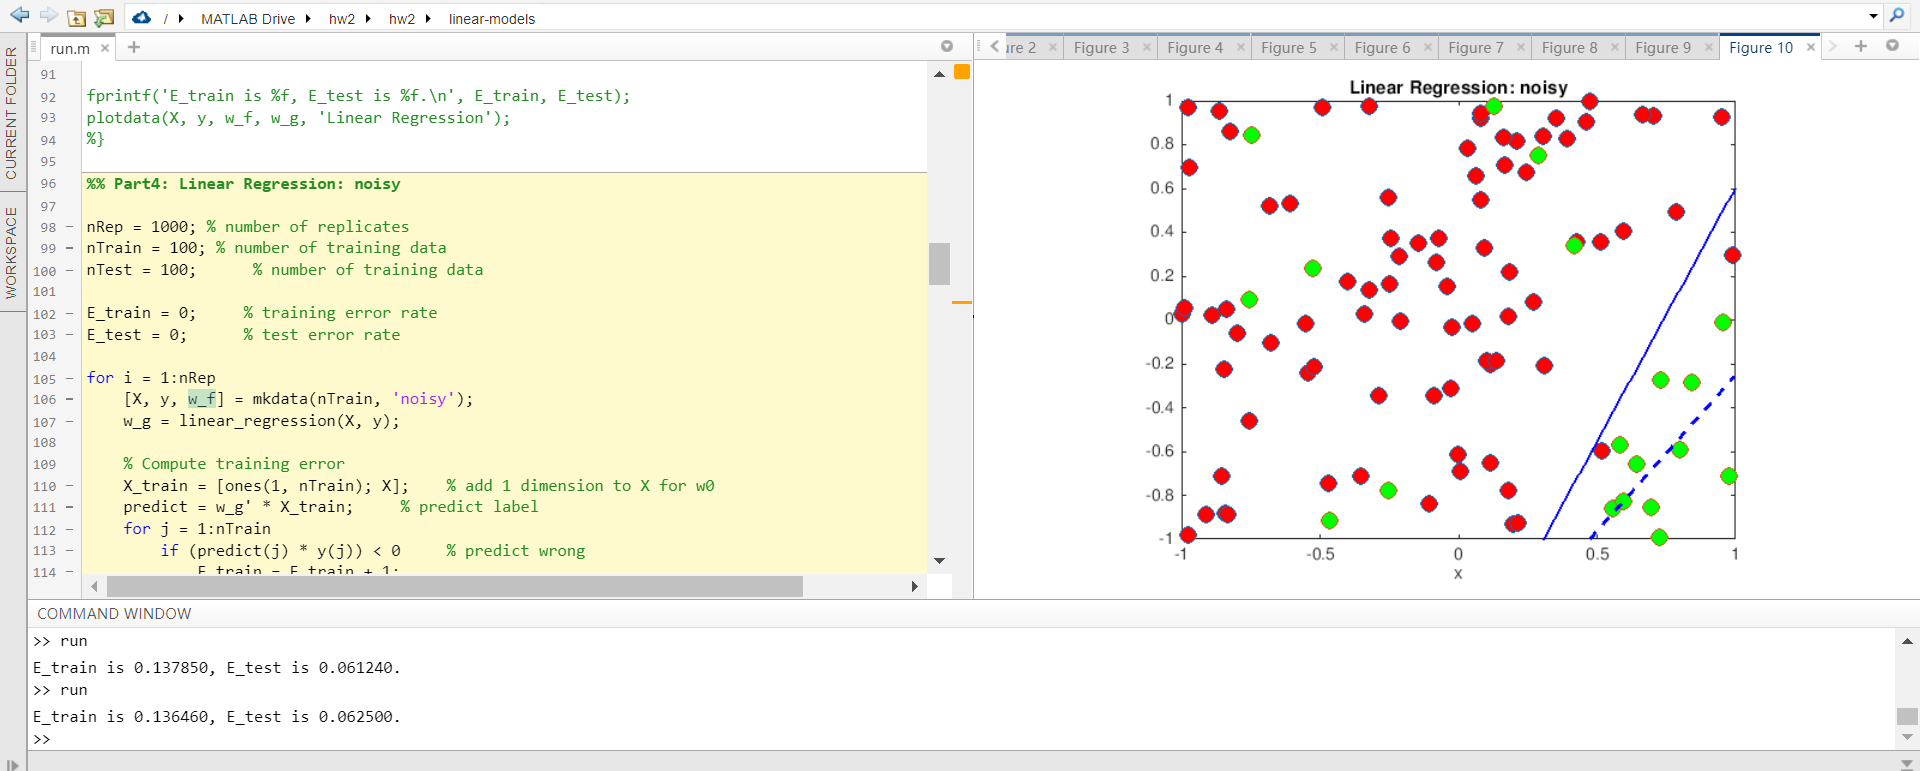 / MATLAB Drive hw2 hw2 linear-models
CURRENT FOLDER
WORKSPACE
run.m
91
92 fprintf('E_train is %f, E_test is %f.\n', E_train, E_test);
93 plotdata(X, y, w_f, w_g, 'Linear Regression');
94 %}
95
96 %% Part4: Linear Regression: noisy
97
98 nRep = 1000; % number of replicates
99 nTrain = 100; % number of training data
100 nTest = 100; % number of training data
101
102 E_train = 0; % training error rate
103 E_test = 0; % test error rate
104
105 for i = 1:nRep
106 [X, y, w_f] = mkdata(nTrain, 'noisy');
107 w_g = linear_regression(X, y);
108
109 % Compute training error
110 X_train = [ones(1, nTrain); X]; % add 1 dimension to X for w0
111 predict = w_g' * X_train; % predict label
112 for j = 1:nTrain
113 if (predict(j) * y(j)) < 0 % predict wrong
114 E_train = E_train + 1;
ure 2 Figure 3 Figure 4 Figure 5 Figure 6 Figure 7 Figure 8 Figure 9 Figure 10
Linear Regression: noisy
1
0.8
0.6
0.4
0.2
0
-0.2
-0.4
-0.6
-0.8
-1
-1 -0.5 0 0.5 1
x
COMMAND WINDOW
>> run
E_train is 0.137850, E_test is 0.061240.
>> run
E_train is 0.136460, E_test is 0.062500.
>>